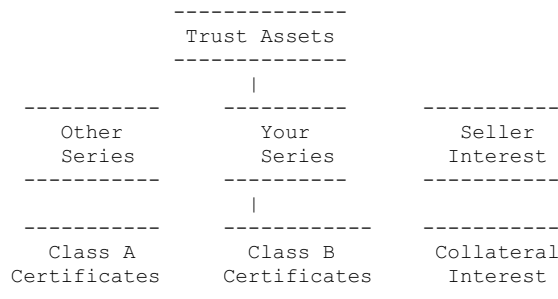 --------------
Trust Assets
--------------
|
----------- ---------- -----------
Other Your Seller
Series Series Interest
----------- ---------- -----------
|
----------- ------------ -----------
Class A Class B Collateral
Certificates Certificates Interest